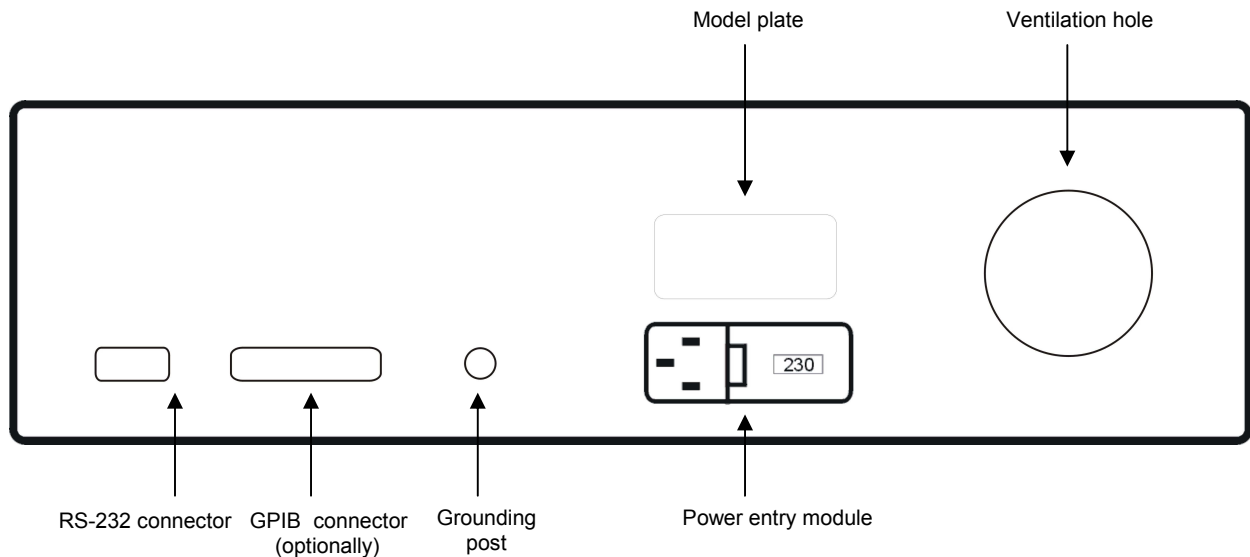 Model plate
Ventilation hole
230
RS-232 connector
GPIB connector
(optionally)
Grounding
post
Power entry module